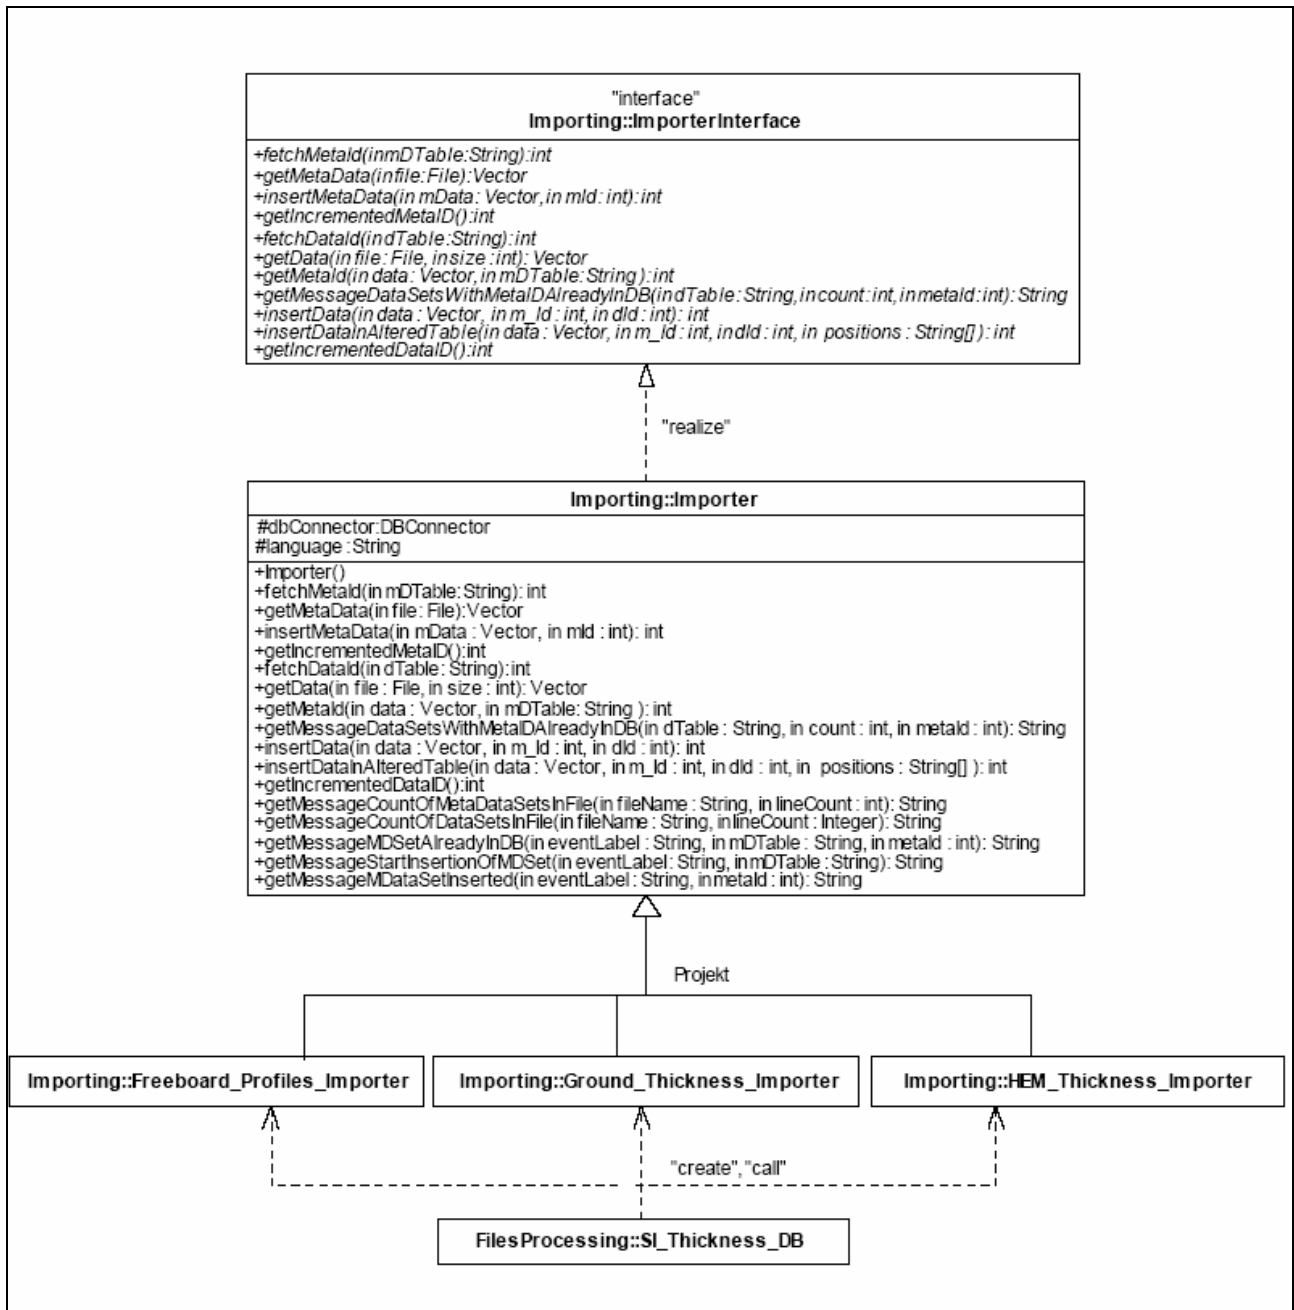 "interface"
Importing::ImporterInterface
+fetchMetaId(inmDTable:String):int
+getMetaData(infile:File):Vector
+insertMetaData(in mData : Vector, in mId : int): int
+getIncrementedMetaID():int
+fetchDataId(indTable:String):int
+getData(in file : File, in size : int): Vector
+getMetaId(in data : Vector, in mDTable:String ): int
+getMessageDataSetsWithMetaIDAlreadyInDB(in dTable : String, in count : int, in metaId : int): String
+insertData(in data : Vector, in m_Id : int, in dId : int): int
+insertDataInAlteredTable(in data : Vector, in m_Id : int, in dId : int, in positions : String[] ): int
+getIncrementedDataID():int
"realize"
Importing::Importer
#dbConnector:DBConnector
#language : String
+Importer()
+fetchMetaId(in mDTable:String): int
+getMetaData(in file: File):Vector
+insertMetaData(in mData : Vector, in mId : int): int
+getIncrementedMetaID():int
+fetchDataId(in dTable: String):int
+getData(in file : File, in size : int): Vector
+getMetaId(in data : Vector, in mDTable: String ): int
+getMessageDataSetsWithMetaIDAlreadyInDB(in dTable : String, in count : int, in metaId : int): String
+insertData(in data : Vector, in m_Id : int, in dId : int): int
+insertDataInAlteredTable(in data : Vector, in m_Id : int, in dId : int, in positions : String[] ): int
+getIncrementedDataID():int
+getMessageCountOfMetaDataSetsInFile(in fileName : String, in lineCount : int): String
+getMessageCountOfDataSetsInFile(in fileName : String, in lineCount : Integer): String
+getMessageMDSetAlreadyInDB(in eventLabel : String, in mDTable : String, in metaId : int): String
+getMessageStartInsertionOfMDSet(in eventLabel: String, in mDTable : String): String
+getMessageMDataSetInserted(in eventLabel : String, in metaId : int): String
Projekt
Importing::Freeboard_Profiles_Importer
Importing::Ground_Thickness_Importer
Importing::HEM_Thickness_Importer
"create", "call"
FilesProcessing::SI_Thickness_DB